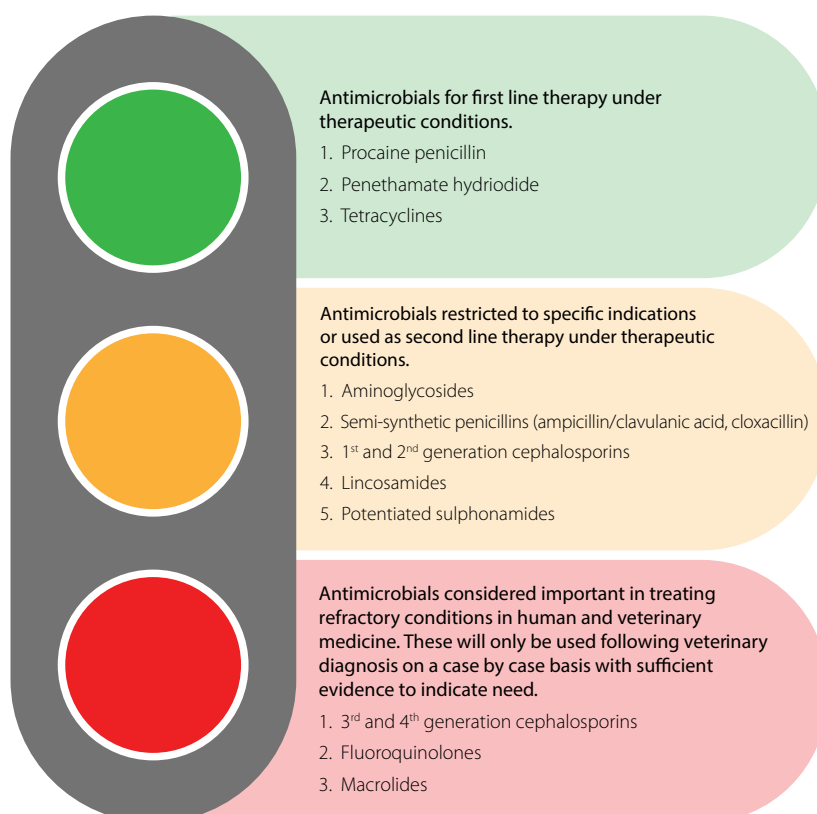 Antimicrobials for first line therapy under
therapeutic conditions.
1. Procaine penicillin
2. Penethamate hydriodide
3. Tetracyclines
Antimicrobials restricted to specific indications
or used as second line therapy under therapeutic
conditions.
1. Aminoglycosides
2. Semi-synthetic penicillins (ampicillin/clavulanic acid, cloxacillin)
3. 1st and 2nd generation cephalosporins
4. Lincosamides
5. Potentiated sulphonamides
Antimicrobials considered important in treating
refractory conditions in human and veterinary
medicine. These will only be used following veterinary
diagnosis on a case by case basis with sufficient
evidence to indicate need.
1. 3rd and 4th generation cephalosporins
2. Fluoroquinolones
3. Macrolides